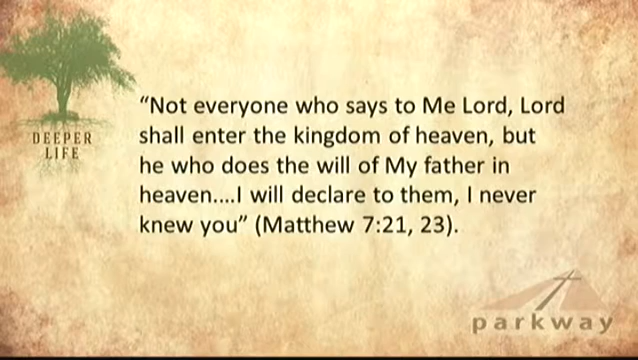 DEEPER
LIFE
“Not everyone who says to Me Lord, Lord
shall enter the kingdom of heaven, but
he who does the will of My father in
heaven....I will declare to them, I never
knew you” (Matthew 7:21, 23).
parkway